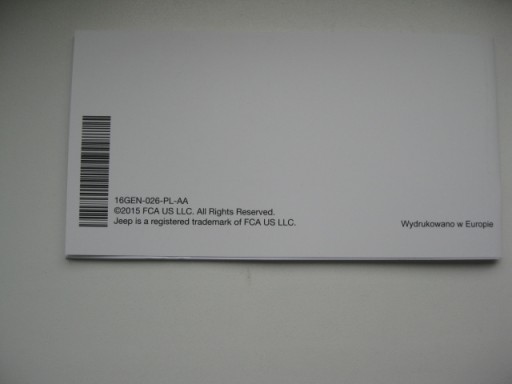 16GEN-026-PL-AA
©2015 FCA US LLC. All Rights Reserved.
Jeep is a registered trademark of FCA US LLC.
Wydrukowano w Europie